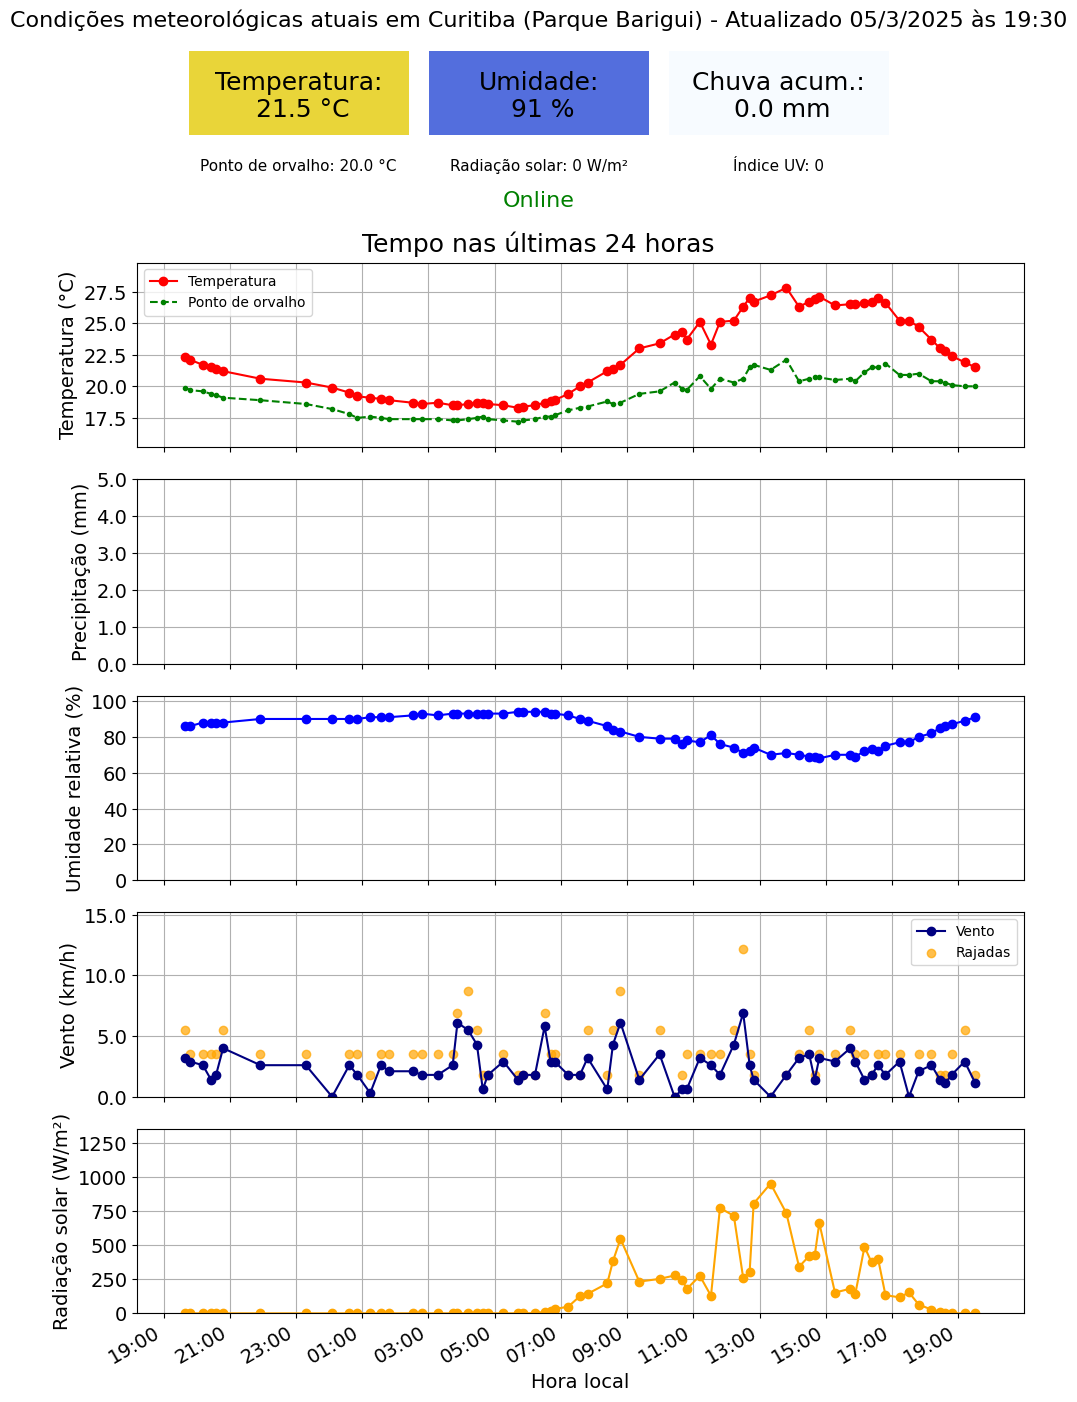 Condições meteorológicas atuais em Curitiba (Parque Barigui) - Atualizado 05/3/2025 às 19:30
Temperatura:
21.5 °C
Umidade:
91 %
Chuva acum.:
0.0 mm
Ponto de orvalho: 20.0 °C
Radiação solar: 0 W/m²
Índice UV: 0
Online
Tempo nas últimas 24 horas
Temperatura (°C)
27.5
25.0
22.5
20.0
17.5
Temperatura
Ponto de orvalho
Precipitação (mm)
5.0
4.0
3.0
2.0
1.0
0.0
Umidade relativa (%)
100
80
60
40
20
0
Vento (km/h)
15.0
10.0
5.0
0.0
Vento
Rajadas
Radiação solar (W/m²)
1250
1000
750
500
250
0
19:00 21:00 23:00 01:00 03:00 05:00 07:00 09:00 11:00 13:00 15:00 17:00 19:00
Hora local